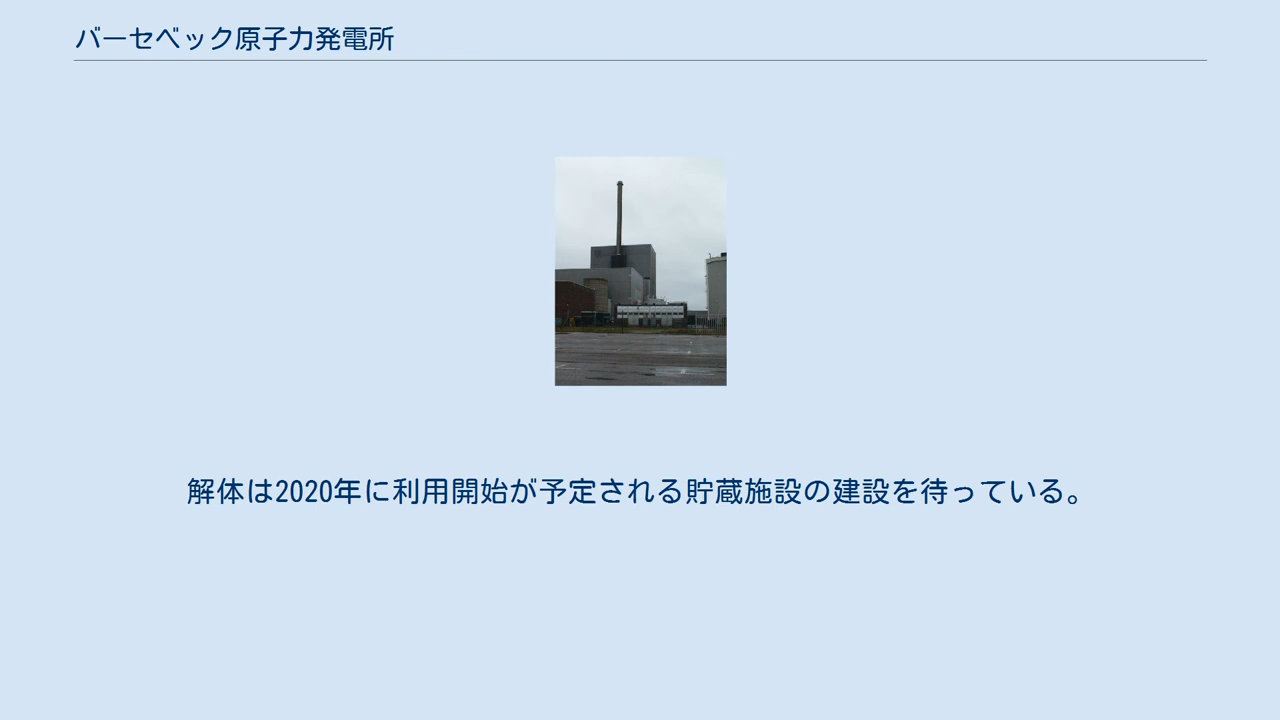 バーセベック原子力発電所
解体は2020年に利用開始が予定される貯蔵施設の建設を待っている。